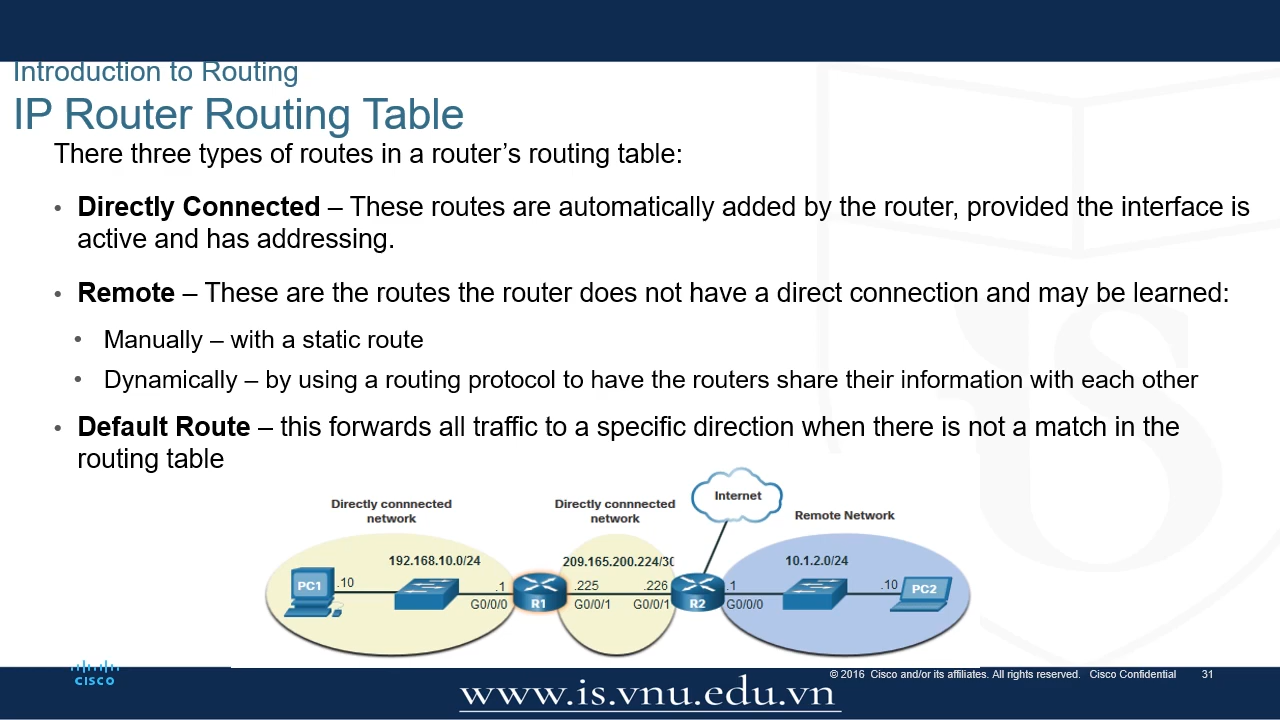 Introduction to Routing
IP Router Routing Table
There three types of routes in a router’s routing table:
• Directly Connected – These routes are automatically added by the router, provided the interface is
active and has addressing.
• Remote – These are the routes the router does not have a direct connection and may be learned:
• Manually – with a static route
• Dynamically – by using a routing protocol to have the routers share their information with each other
• Default Route – this forwards all traffic to a specific direction when there is not a match in the
routing table
Directly connnected
network
Directly connnected
network
Internet
Remote Network
192.168.10.0/24
209.165.200.224/30
10.1.2.0/24
PC1
.10
.1
G0/0/0
R1
.225
G0/0/1
.226
G0/0/1
R2
.1
G0/0/0
.10
PC2
CISCO
© 2016 Cisco and/or its affiliates. All rights reserved. Cisco Confidential
31
www.is.vnu.edu.vn